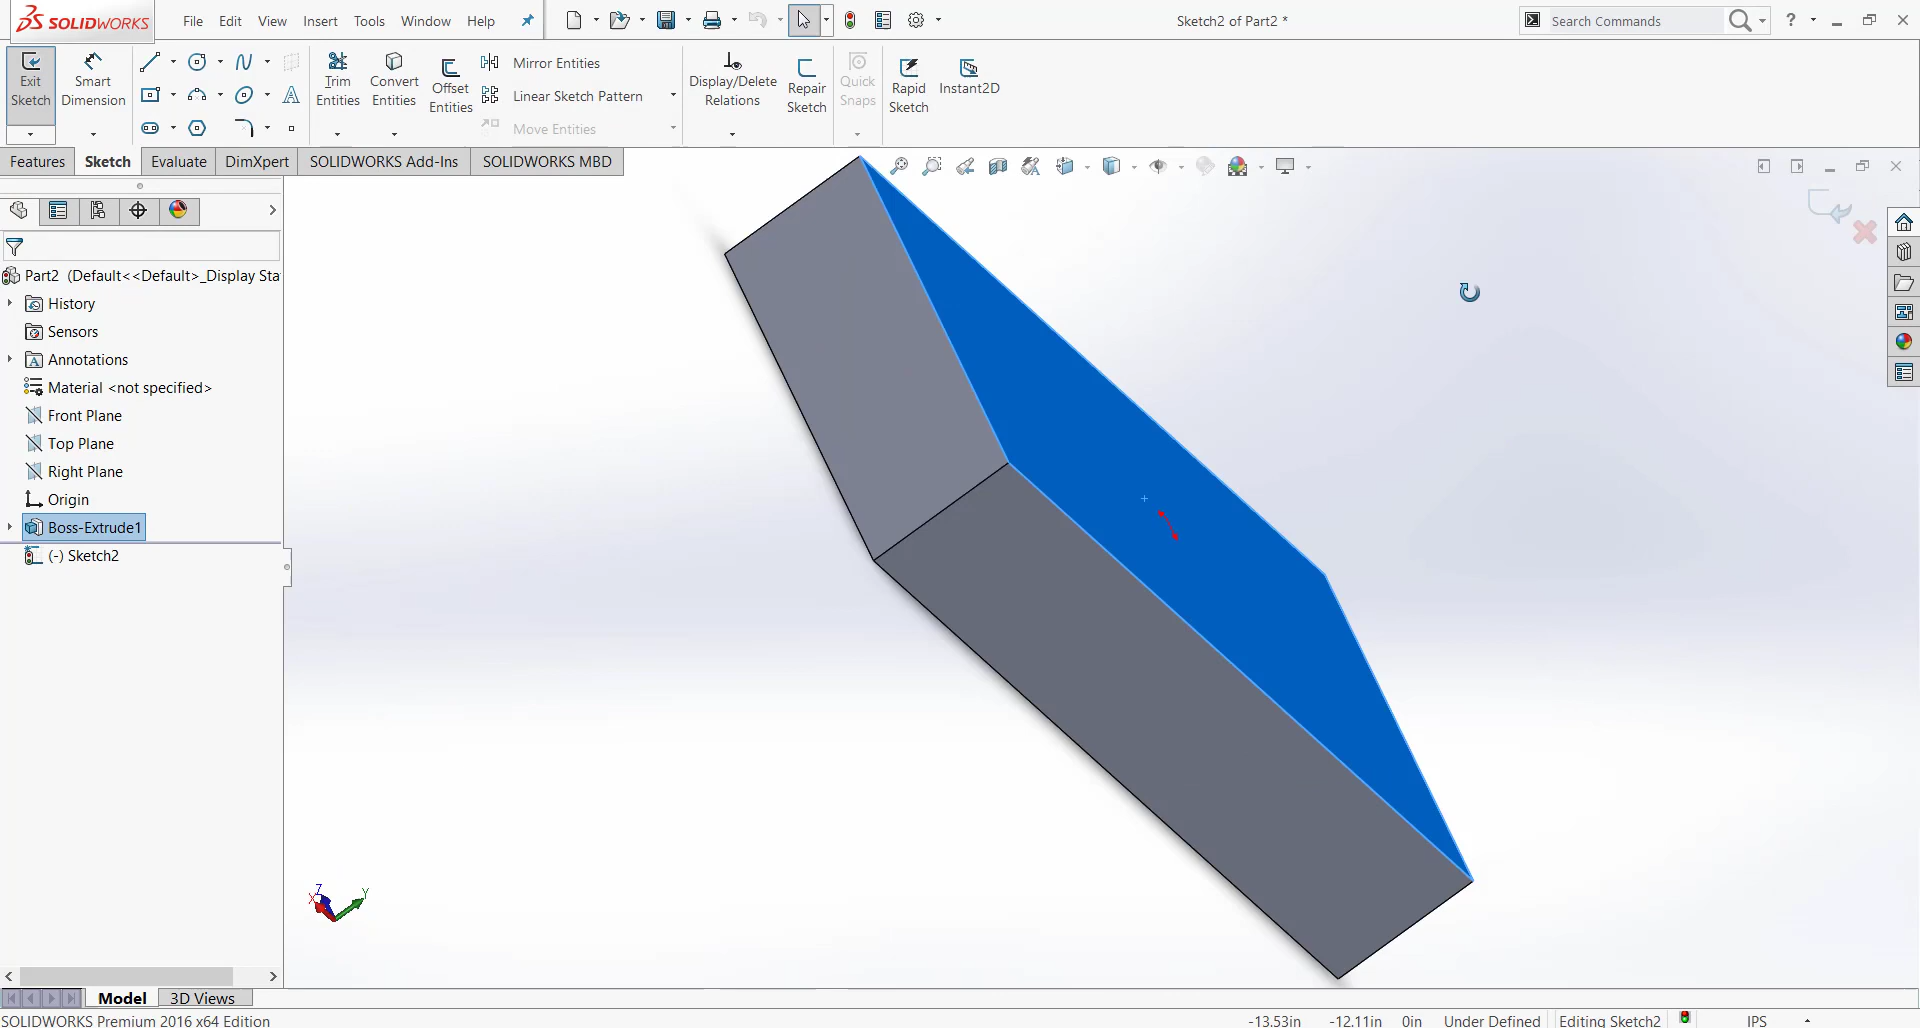 SOLIDWORKS File Edit View Insert Tools Window Help Sketch2 of Part2 * Search Commands ?
Exit Sketch
Smart Dimension
Trim Entities
Convert Entities
Offset Entities
Mirror Entities
Linear Sketch Pattern
Move Entities
Display/Delete Relations
Repair Sketch
Quick Snaps
Rapid Sketch
Instant2D
Features Sketch Evaluate DimXpert SOLIDWORKS Add-Ins SOLIDWORKS MBD
Part2 (Default<<Default>_Display Sta
History
Sensors
Annotations
Material <not specified>
Front Plane
Top Plane
Right Plane
Origin
Boss-Extrude1
(-) Sketch2
Z
X
Y
Model 3D Views
SOLIDWORKS Premium 2016 x64 Edition -13.53in -12.11in 0in Under Defined Editing Sketch2 IPS